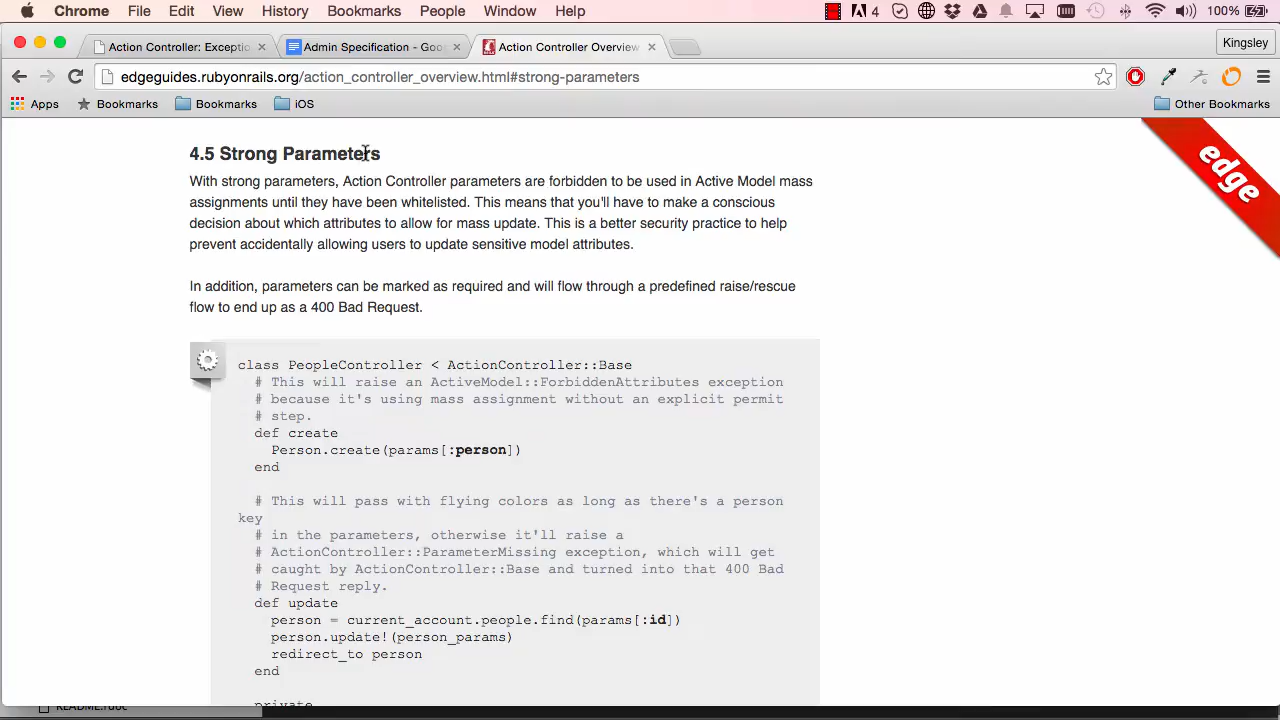 Chrome File Edit View History Bookmarks People Window Help 4 100%
Action Controller: Exceptio Admin Specification - Goo Action Controller Overview Kingsley
edgeguides.rubyonrails.org/action_controller_overview.html#strong-parameters
Apps Bookmarks Bookmarks iOS Other Bookmarks
edge
4.5 Strong Parameters
With strong parameters, Action Controller parameters are forbidden to be used in Active Model mass
assignments until they have been whitelisted. This means that you'll have to make a conscious
decision about which attributes to allow for mass update. This is a better security practice to help
prevent accidentally allowing users to update sensitive model attributes.
In addition, parameters can be marked as required and will flow through a predefined raise/rescue
flow to end up as a 400 Bad Request.
class PeopleController < ActionController::Base
# This will raise an ActiveModel::ForbiddenAttributes exception
# because it's using mass assignment without an explicit permit
# step.
def create
Person.create(params[:person])
end
# This will pass with flying colors as long as there's a person
key
# in the parameters, otherwise it'll raise a
# ActionController::ParameterMissing exception, which will get
# caught by ActionController::Base and turned into that 400 Bad
# Request reply.
def update
person = current_account.people.find(params[:id])
person.update!(person_params)
redirect_to person
end
private
README.rdoc